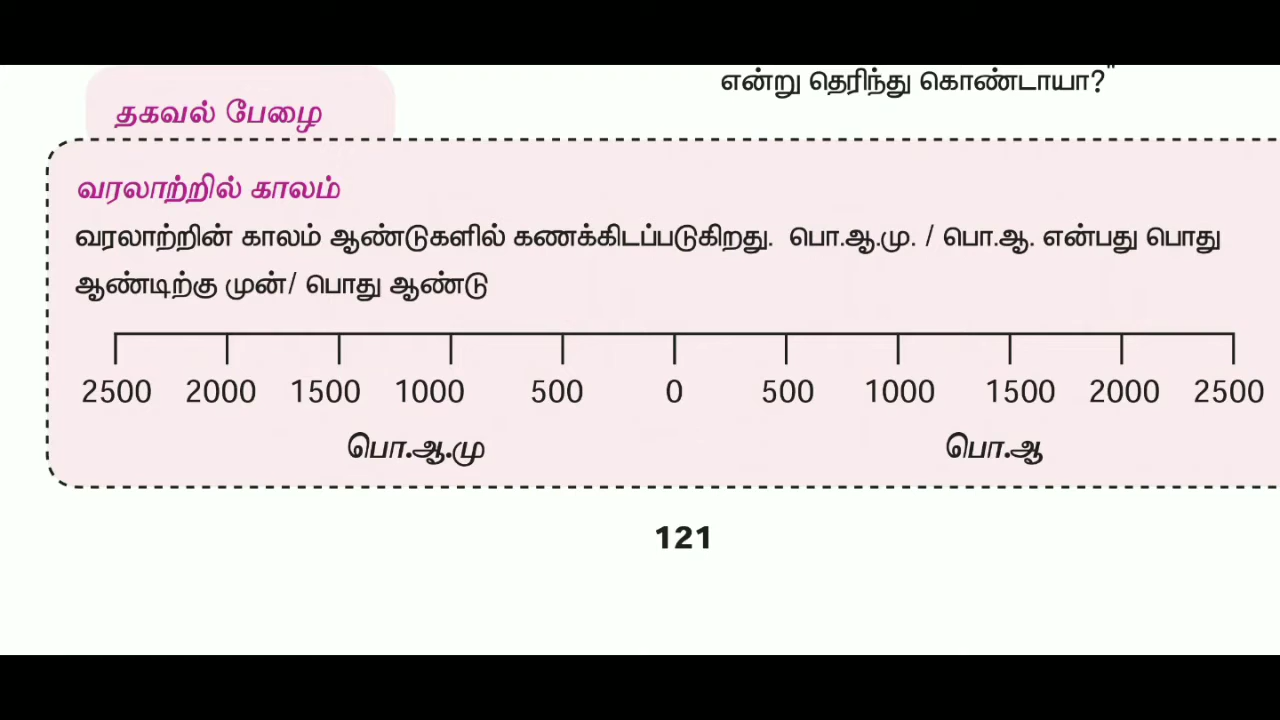 என்று தெரிந்து கொண்டாயா?"
தகவல் பேழை
வரலாற்றில் காலம்
வரலாற்றின் காலம் ஆண்டுகளில் கணக்கிடப்படுகிறது. பொ.ஆ.மு. / பொ.ஆ. என்பது பொது
ஆண்டிற்கு முன்/ பொது ஆண்டு
2500 2000 1500 1000 500 0 500 1000 1500 2000 2500
பொ.ஆ.மு பொ.ஆ
121